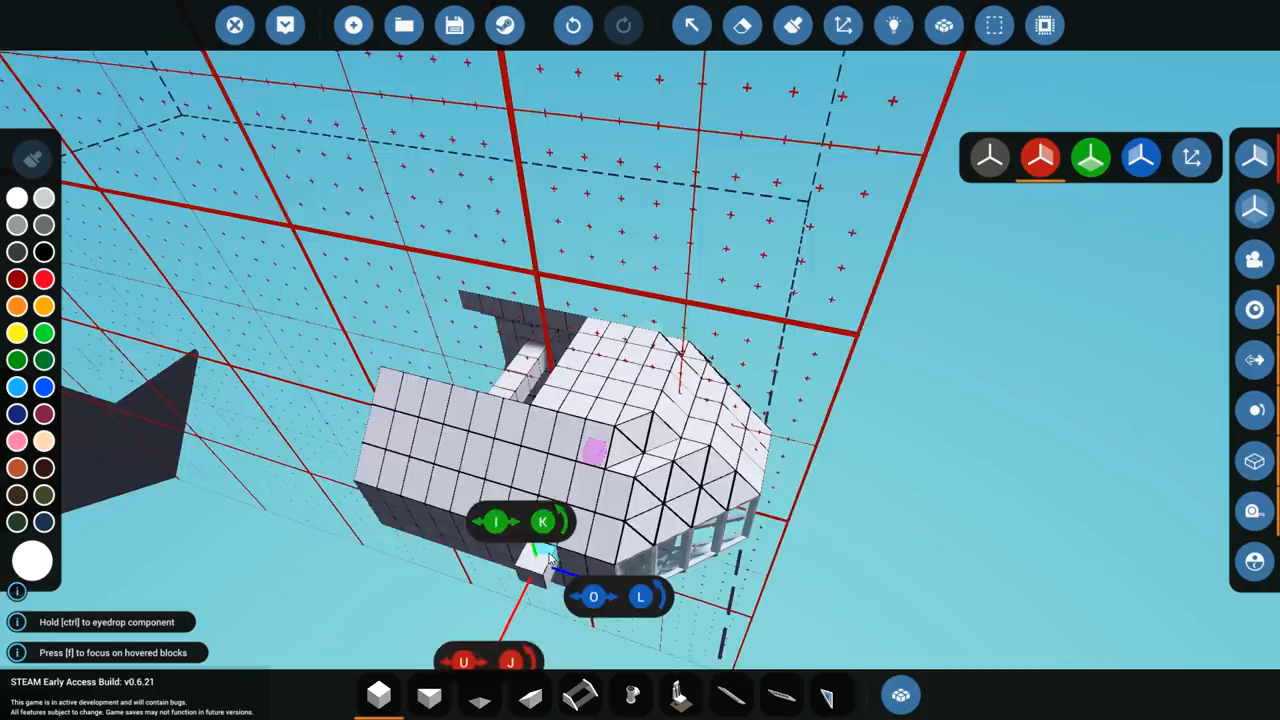 I K
O L
U J
Hold [ctrl] to eyedrop component
Press [f] to focus on hovered blocks
STEAM Early Access Build: v0.6.21
This game is in active development and will contain bugs.
All features subject to change. Game saves may not function in future versions.